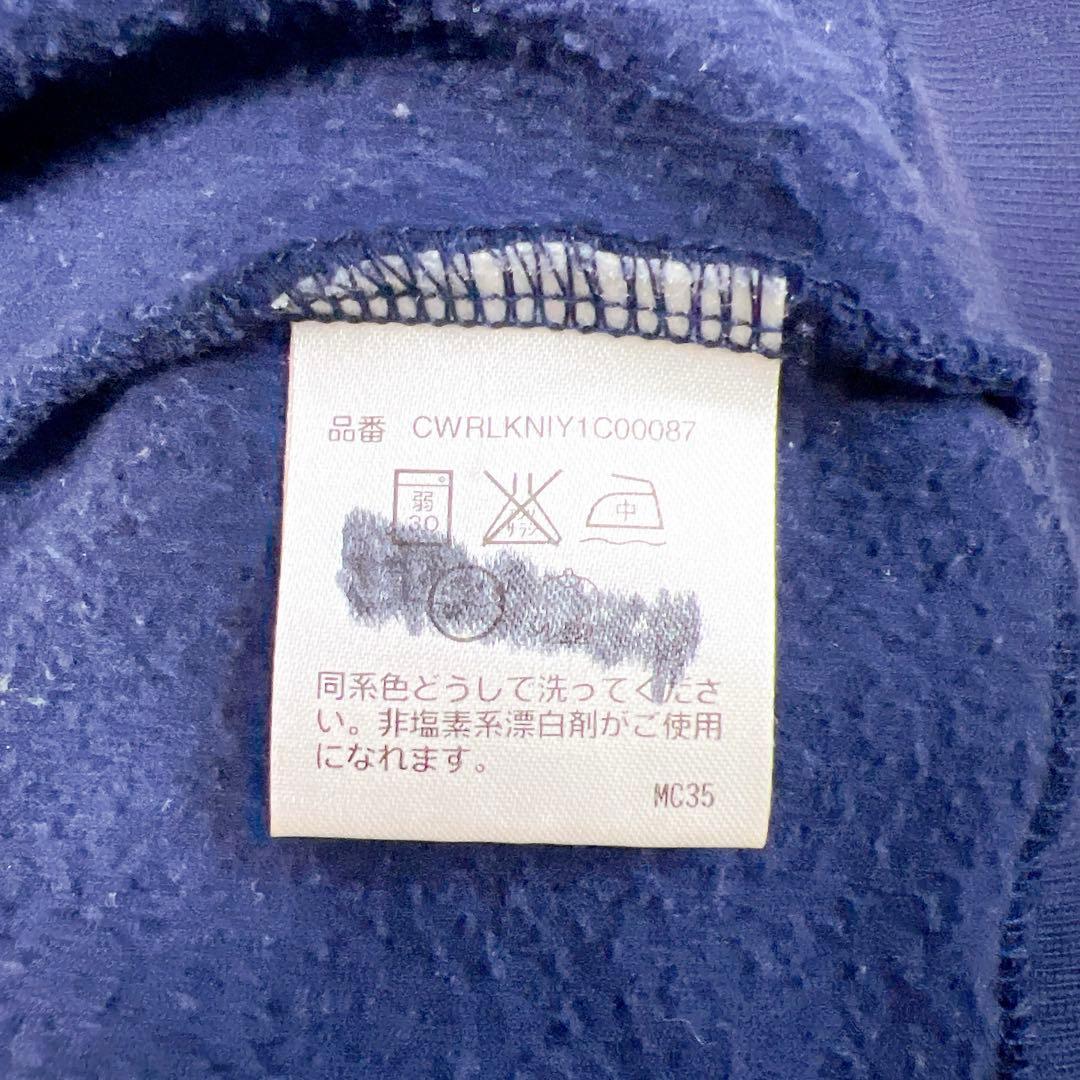 品番 CWRLKNIY1C00087
弱 30 中
同系色どうしで洗ってくださ
い。非塩素系漂白剤がご使用
になれます。
MC35